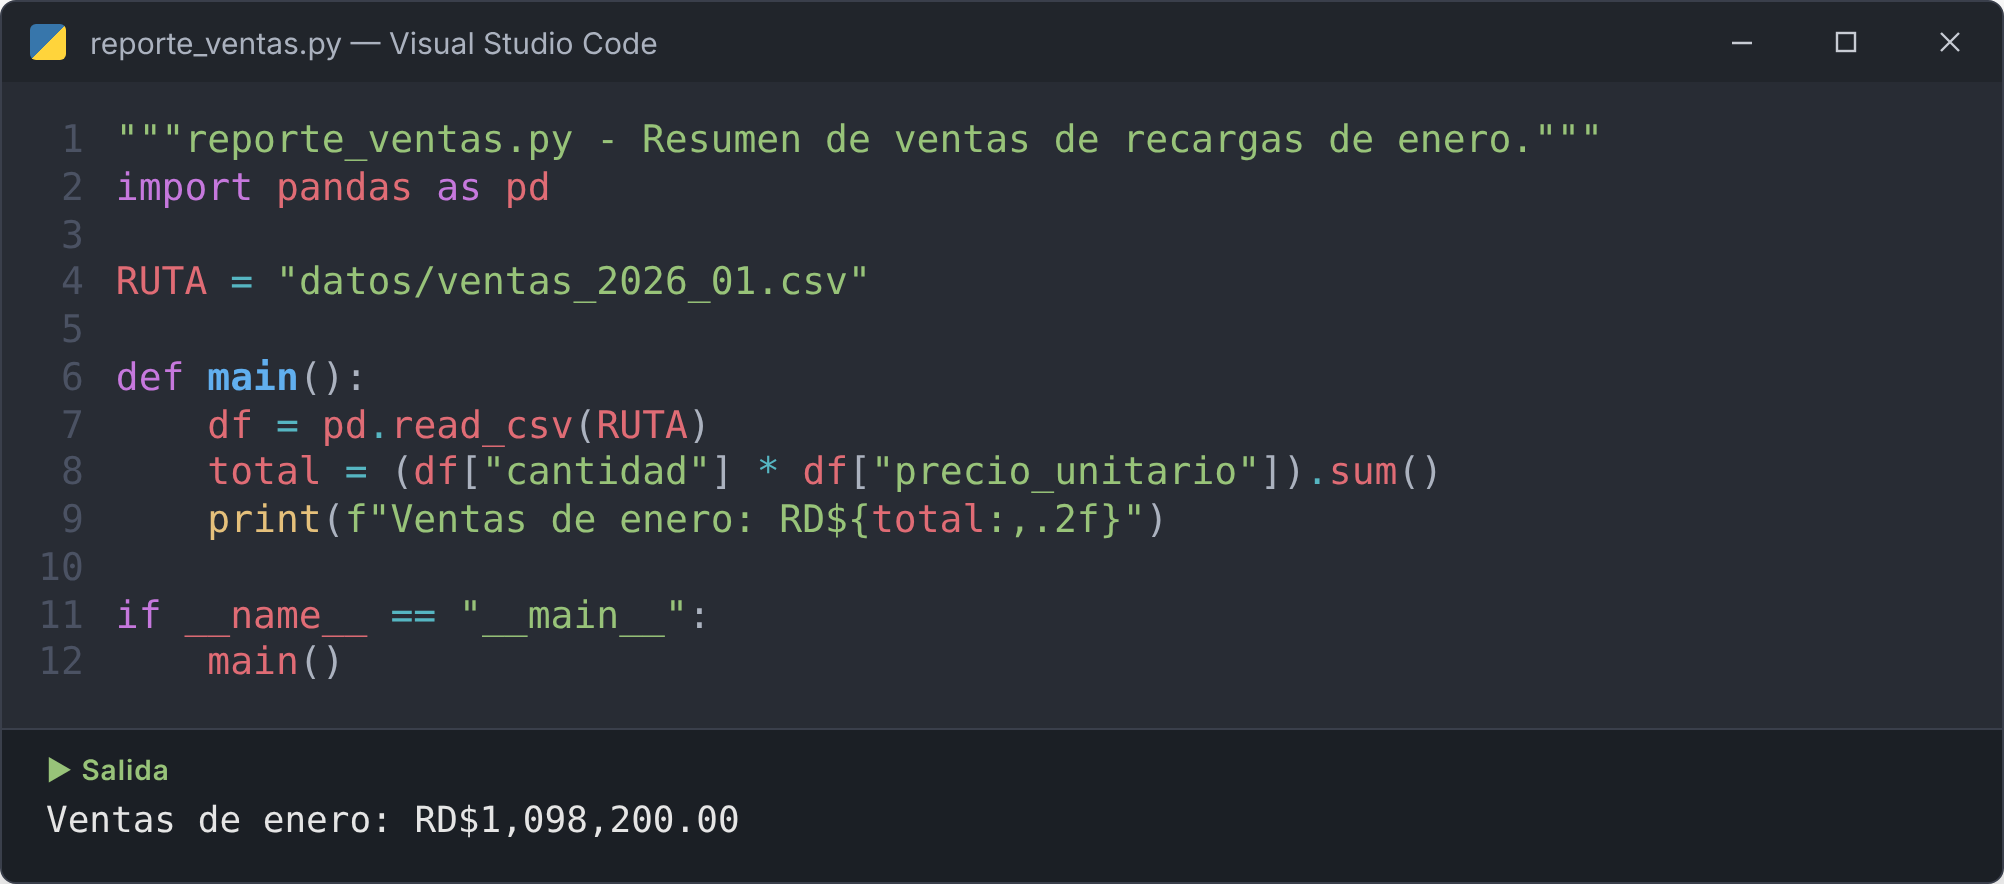 reporte_ventas.py — Visual Studio Code
1 """reporte_ventas.py - Resumen de ventas de recargas de enero."""
2 import pandas as pd
3
4 RUTA = "datos/ventas_2026_01.csv"
5
6 def main():
7     df = pd.read_csv(RUTA)
8     total = (df["cantidad"] * df["precio_unitario"]).sum()
9     print(f"Ventas de enero: RD${total:,.2f}")
10
11 if __name__ == "__main__":
12     main()
▶ Salida
Ventas de enero: RD$1,098,200.00